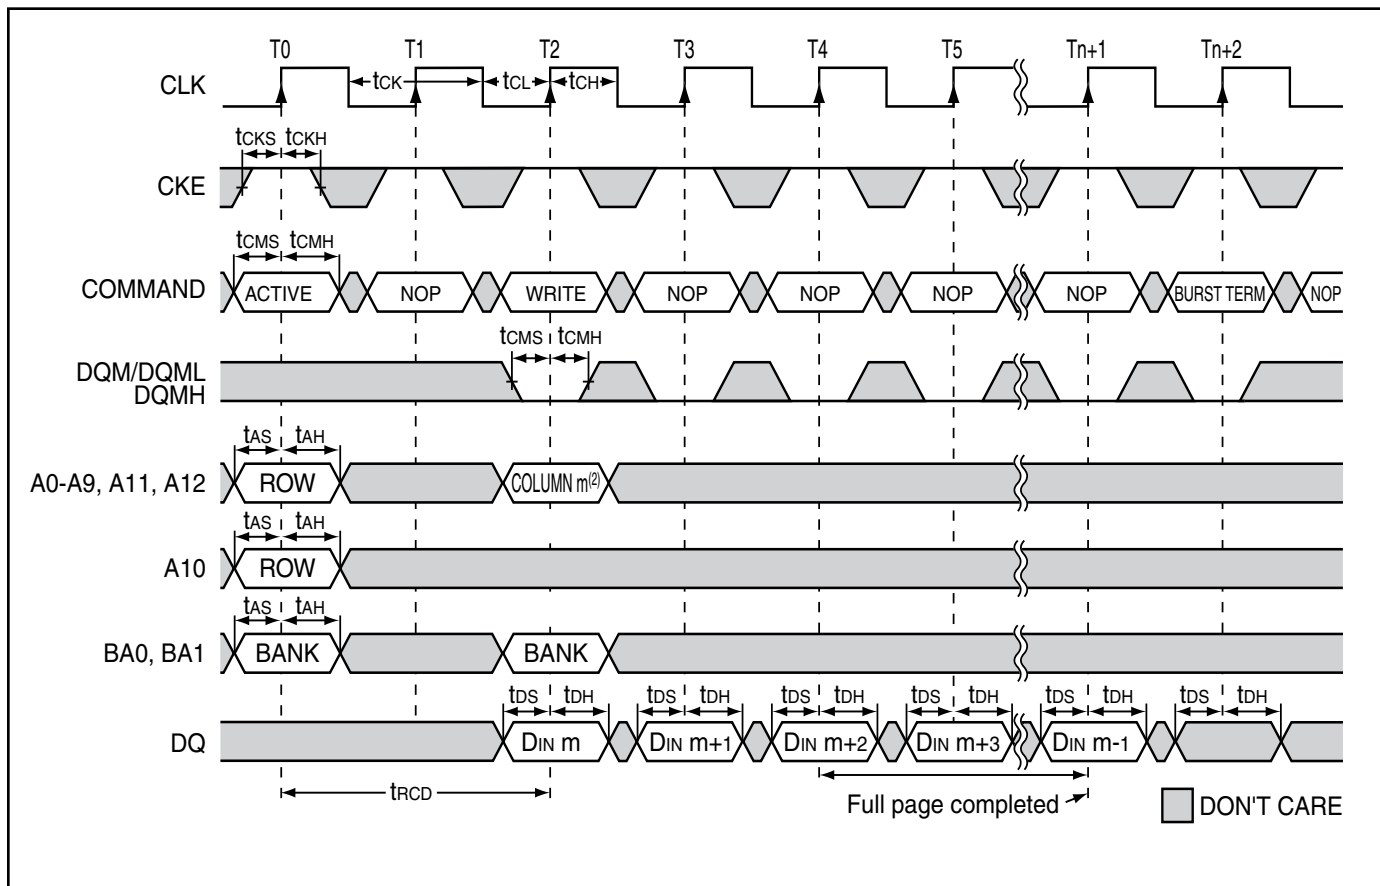 T0 T1 T2 T3 T4 T5 Tn+1 Tn+2
CLK tCK tCL tCH
tCKS tCKH
CKE
tCMS tCMH
COMMAND ACTIVE NOP WRITE NOP NOP NOP NOP BURST TERM NOP
tCMS tCMH
DQM/DQML
DQMH
tAS tAH
A0-A9, A11, A12 ROW COLUMN m(2)
tAS tAH
A10 ROW
tAS tAH
BA0, BA1 BANK BANK
tDS tDH tDS tDH tDS tDH tDS tDH tDS tDH tDS tDH
DQ DIN m DIN m+1 DIN m+2 DIN m+3 DIN m-1
tRCD
Full page completed DON'T CARE